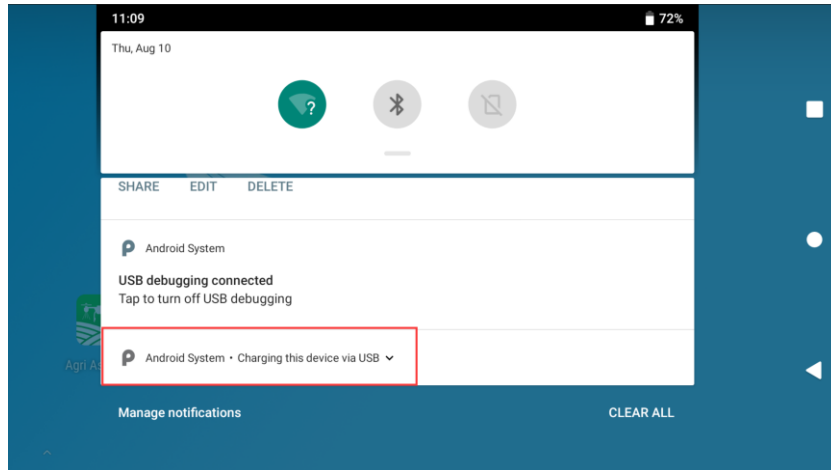 11:09 72%
Thu, Aug 10
?
SHARE EDIT DELETE
Android System
USB debugging connected
Tap to turn off USB debugging
Android System • Charging this device via USB
Agri A
Manage notifications CLEAR ALL